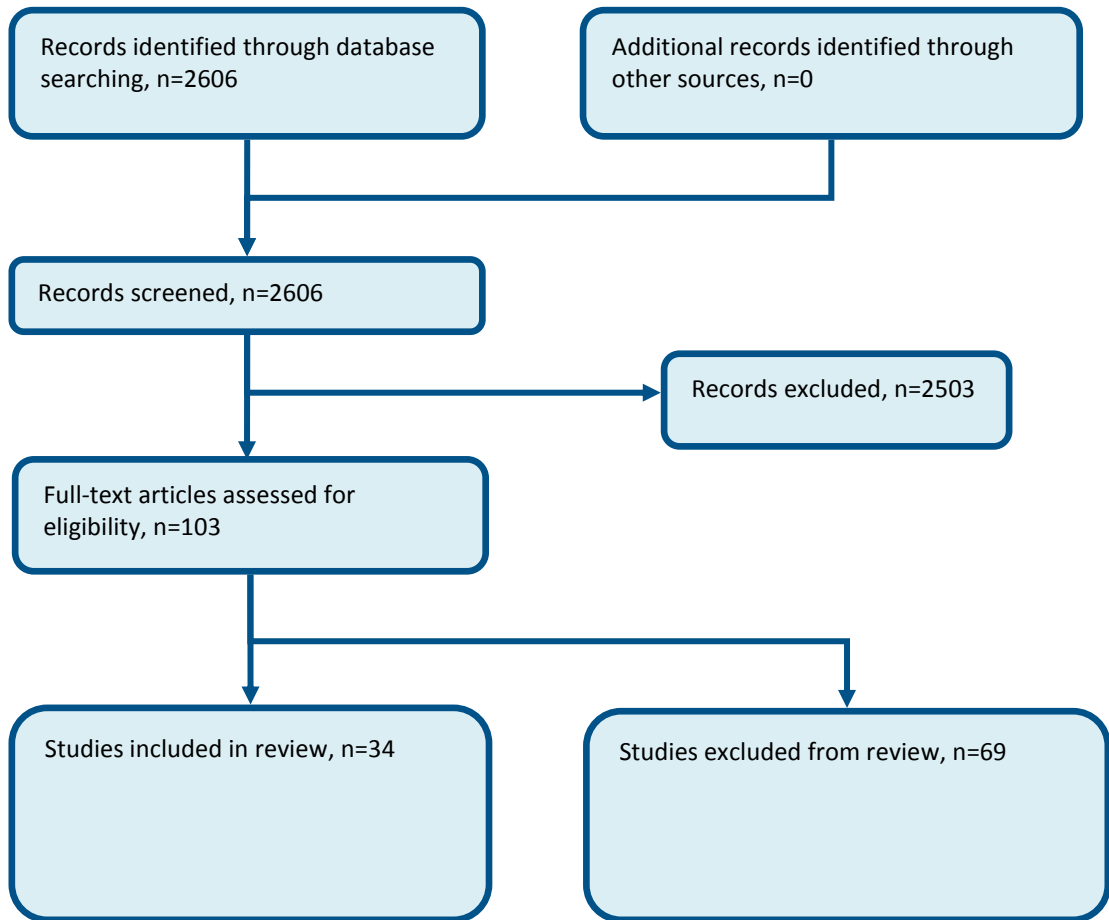 Records identified through database
searching, n=2606
Additional records identified through
other sources, n=0
Records screened, n=2606
Records excluded, n=2503
Full-text articles assessed for
eligibility, n=103
Studies included in review, n=34
Studies excluded from review, n=69